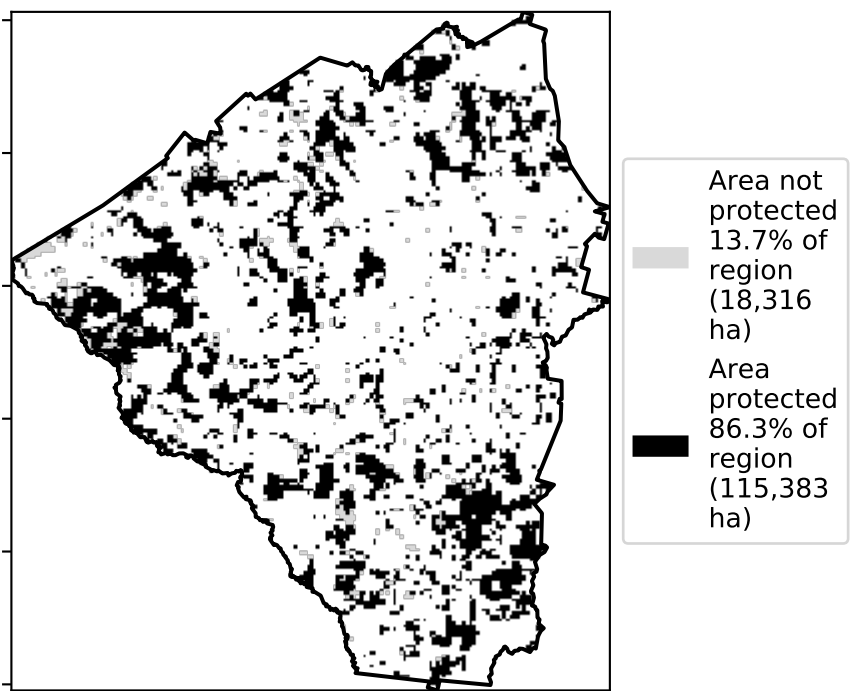 Area not
protected
13.7% of
region
(18,316
ha)
Area
protected
86.3% of
region
(115,383
ha)